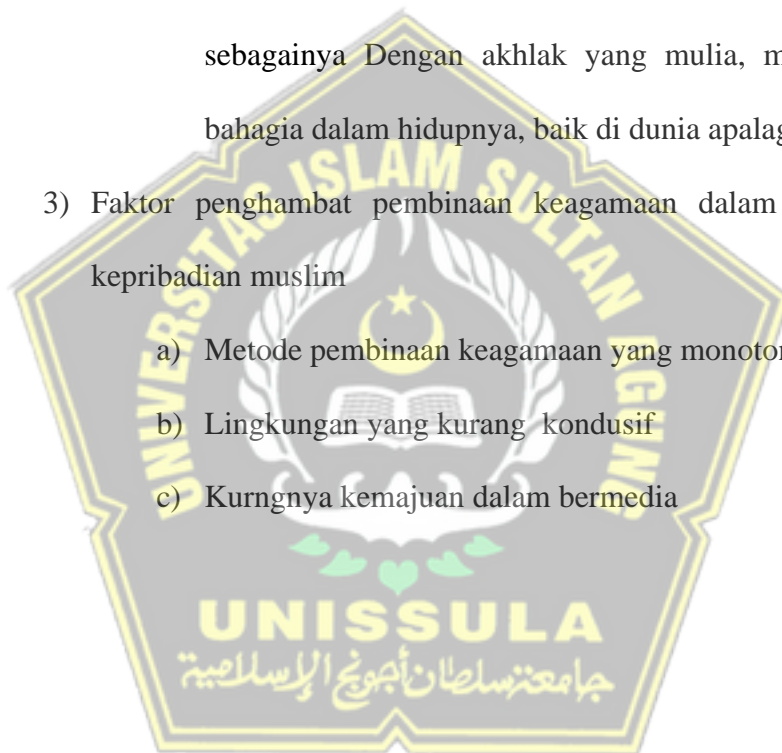 sebagainya Dengan akhlak yang mulia, m
bahagia dalam hidupnya, baik di dunia apalag
3) Faktor penghambat pembinaan keagamaan dalam
kepribadian muslim
a) Metode pembinaan keagamaan yang monoton
b) Lingkungan yang kurang kondusif
c) Kurngnya kemajuan dalam bermedia
UNIVERSITAS ISLAM SULTAN AGUNG
UNISSULA
جامعة سلطان أجونج الإسلامية